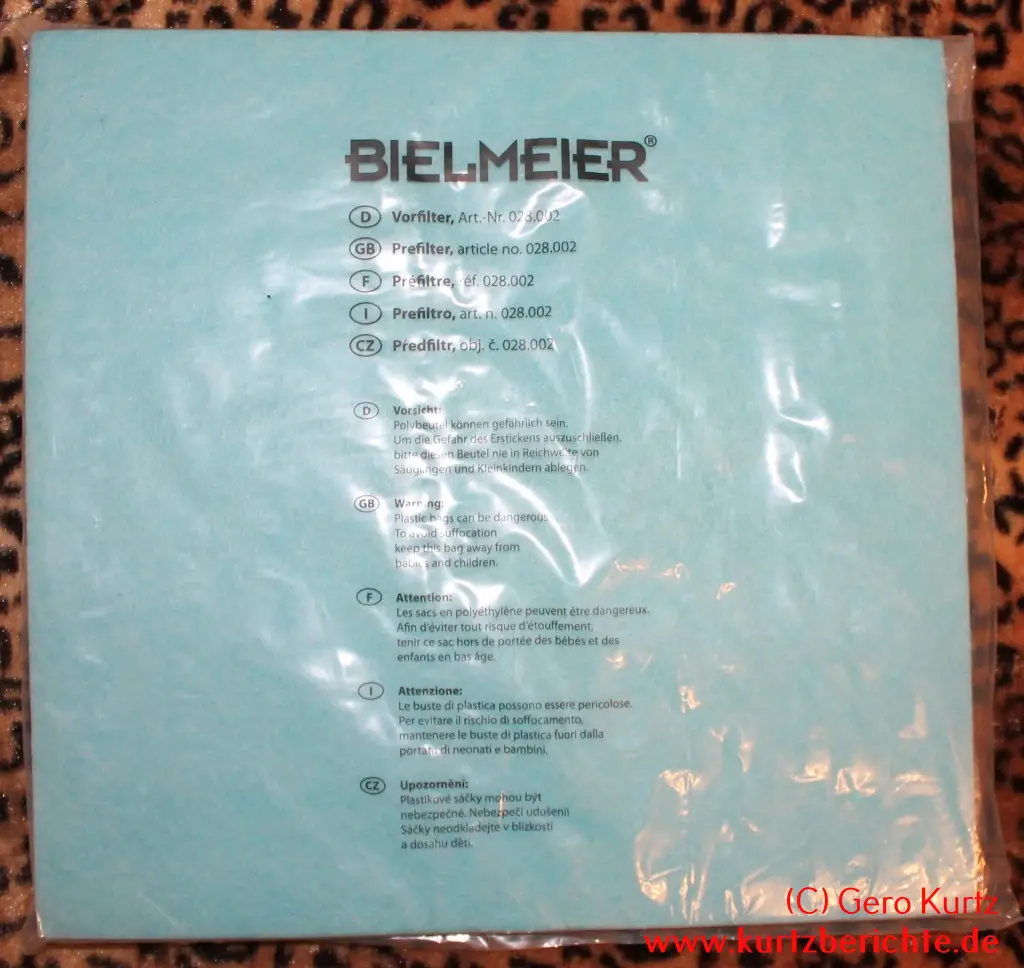 BIELMEIER®
D Vorfilter, Art.-Nr. 028.002
GB Prefilter, article no. 028.002
F Préfiltre, réf. 028.002
I Prefiltro, art. n. 028.002
CZ Předfiltr, obj. č. 028.002
D Vorsicht:
Polybeutel können gefährlich sein.
Um die Gefahr des Erstickens auszuschließen,
bitte diesen Beutel nie in Reichweite von
Säuglingen und Kleinkindern ablegen.
GB Warning:
Plastic bags can be dangerous.
To avoid suffocation
keep this bag away from
babies and children.
F Attention:
Les sacs en polyéthylène peuvent être dangereux.
Afin d'éviter tout risque d'étouffement,
tenir ce sac hors de portée des bébés et des
enfants en bas âge.
I Attenzione:
Le buste di plastica possono essere pericolose.
Per evitare il rischio di soffocamento,
mantenere le buste di plastica fuori dalla
portata di neonati e bambini.
CZ Upozornění:
Plastikové sáčky mohou být
nebezpečné. Nebezpečí udušení!
Sáčky neodkládejte v blízkosti
a dosahu dětí.
(C) Gero Kurtz
www.kurtzberichte.de